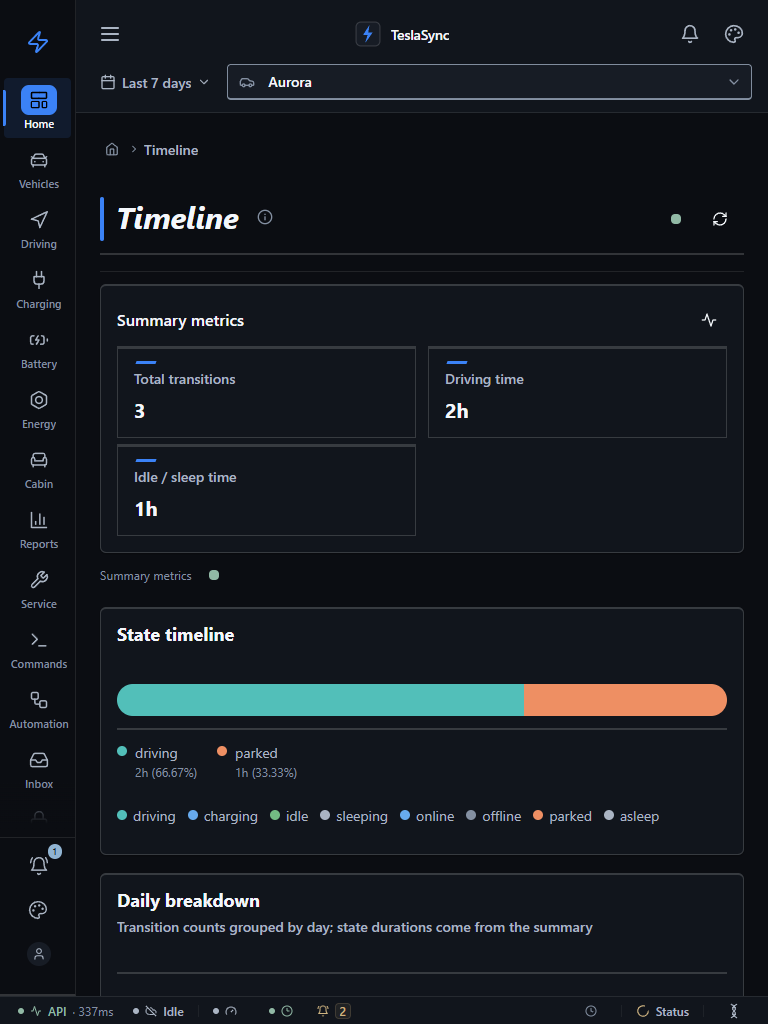 TeslaSync
Last 7 days
Aurora
Home
Vehicles
Driving
Charging
Battery
Energy
Cabin
Reports
Service
Commands
Automation
Inbox
1
Timeline
Timeline
Summary metrics
Total transitions
3
Driving time
2h
Idle / sleep time
1h
Summary metrics
State timeline
driving
2h (66.67%)
parked
1h (33.33%)
driving charging idle sleeping online offline parked asleep
Daily breakdown
Transition counts grouped by day; state durations come from the summary
API · 337ms Idle 2 Status